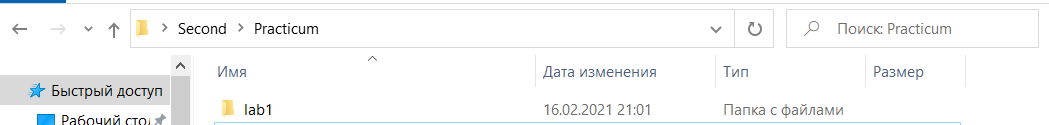 Second > Practicum
Поиск: Practicum
Имя Дата изменения Тип Размер
Быстрый доступ
lab1 16.02.2021 21:01 Папка с файлами
Рабочий стол